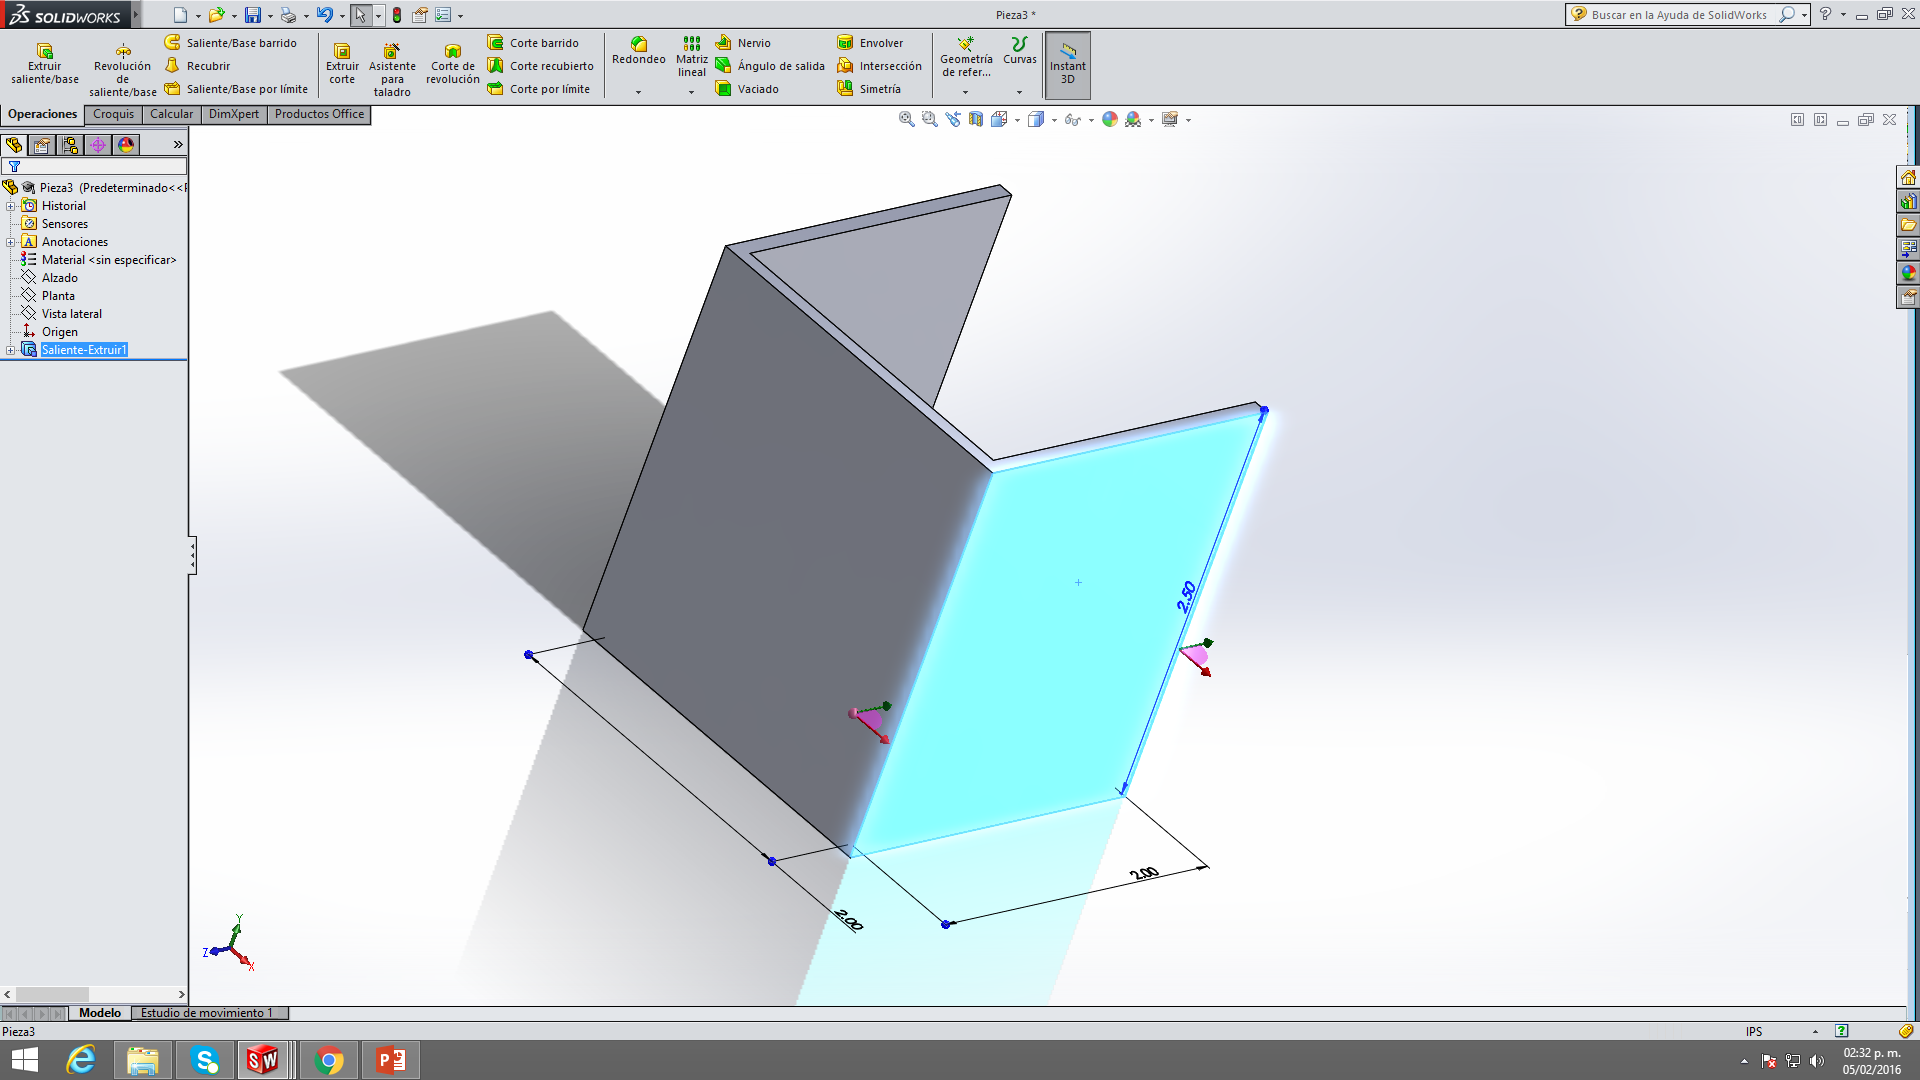 SOLIDWORKS
Pieza3 *
Buscar en la Ayuda de SolidWorks
Extruir saliente/base
Revolución de saliente/base
Saliente/Base barrido
Recubrir
Saliente/Base por límite
Extruir corte
Asistente para taladro
Corte de revolución
Corte barrido
Corte recubierto
Corte por límite
Redondeo
Matriz lineal
Nervio
Ángulo de salida
Vaciado
Envolver
Intersección
Simetría
Geometría de refer...
Curvas
Instant 3D
Operaciones
Croquis
Calcular
DimXpert
Productos Office
Pieza3 (Predeterminado<<
Historial
Sensores
Anotaciones
Material <sin especificar>
Alzado
Planta
Vista lateral
Origen
Saliente-Extruir1
2.50
2.00
2.00
Y
Z
X
Modelo
Estudio de movimiento 1
Pieza3
IPS
02:32 p. m.
05/02/2016